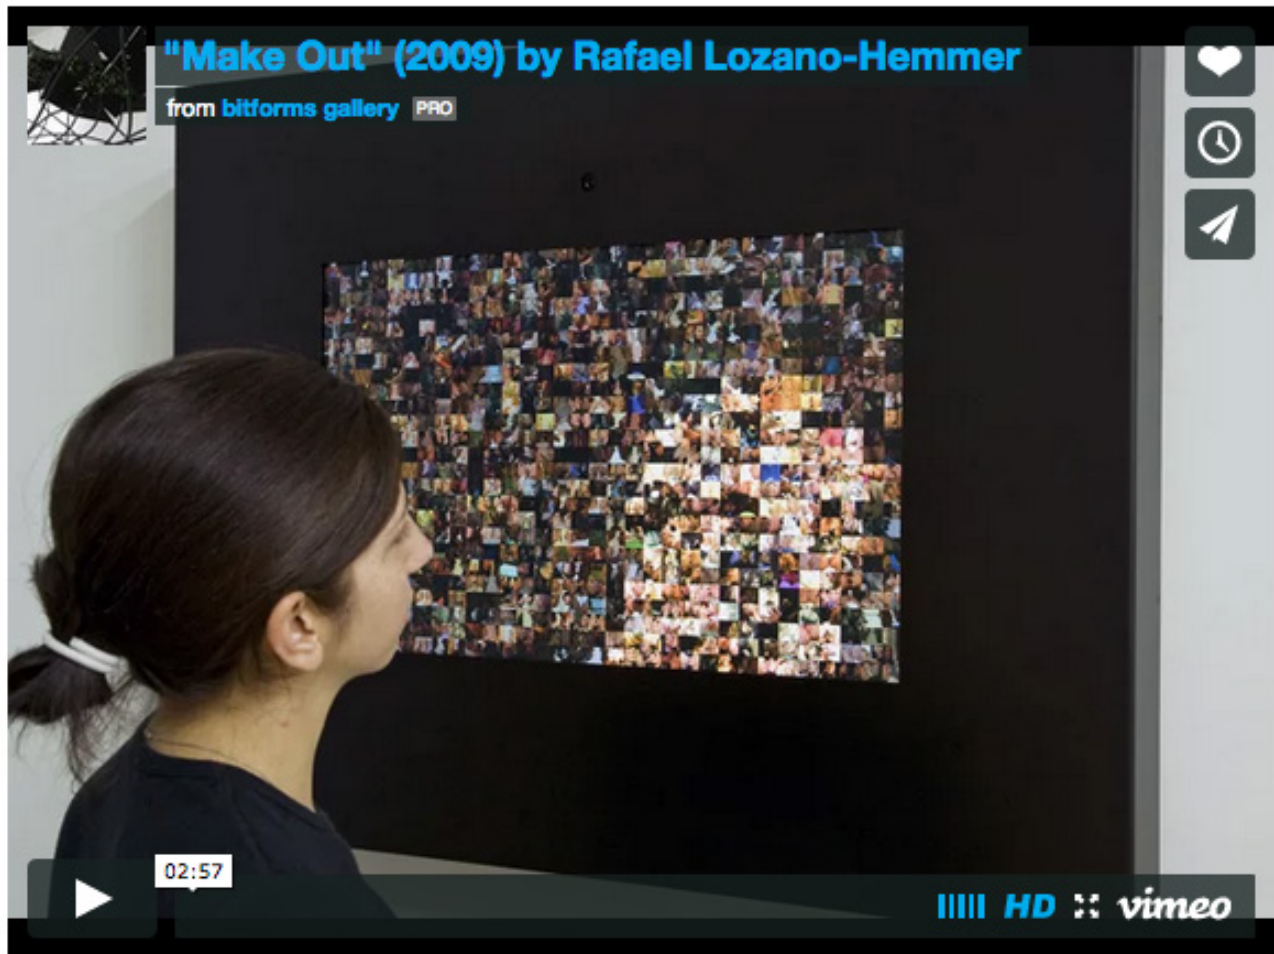 "Make Out" (2009) by Rafael Lozano-Hemmer
from bitforms gallery PRO
02:57
HD vimeo